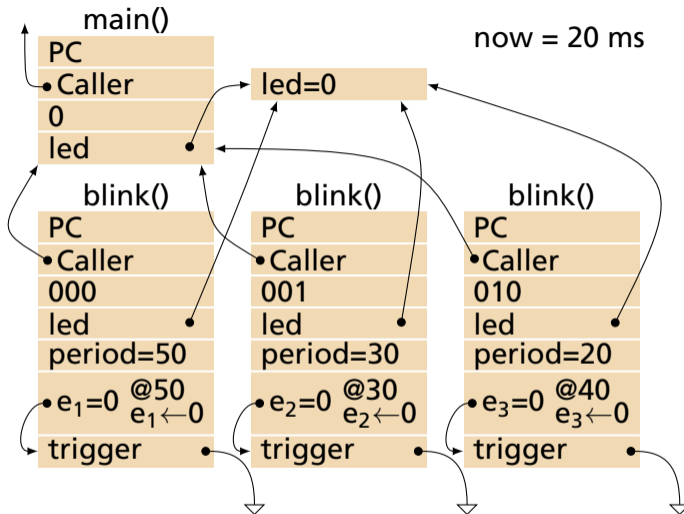 main()
PC
Caller
0
led
led=0
now = 20 ms
blink()
PC
Caller
000
led
period=50
e₁=0 @50
e₁←0
trigger
blink()
PC
Caller
001
led
period=30
e₂=0 @30
e₂←0
trigger
blink()
PC
Caller
010
led
period=20
e₃=0 @40
e₃←0
trigger